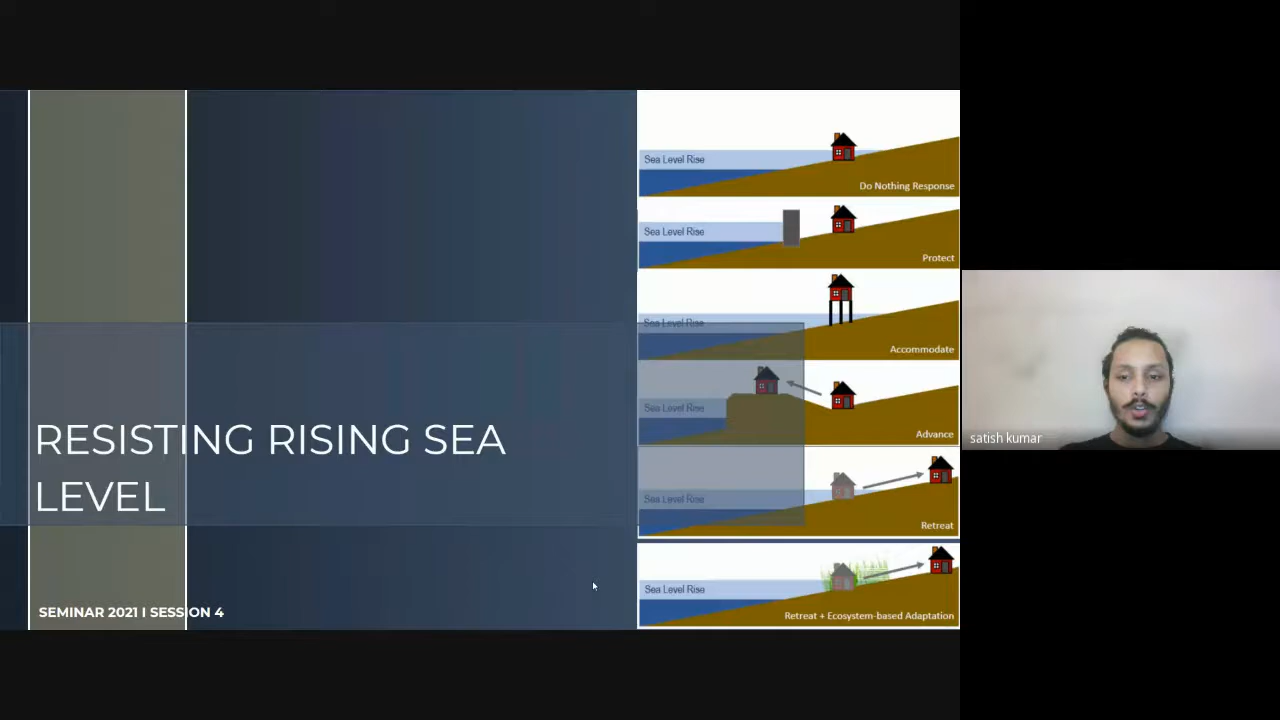 RESISTING RISING SEA
LEVEL
SEMINAR 2021 I SESSION 4
Sea Level Rise
Do Nothing Response
Sea Level Rise
Protect
Sea Level Rise
Accommodate
Sea Level Rise
Advance
Sea Level Rise
Retreat
Sea Level Rise
Retreat + Ecosystem-based Adaptation
satish kumar